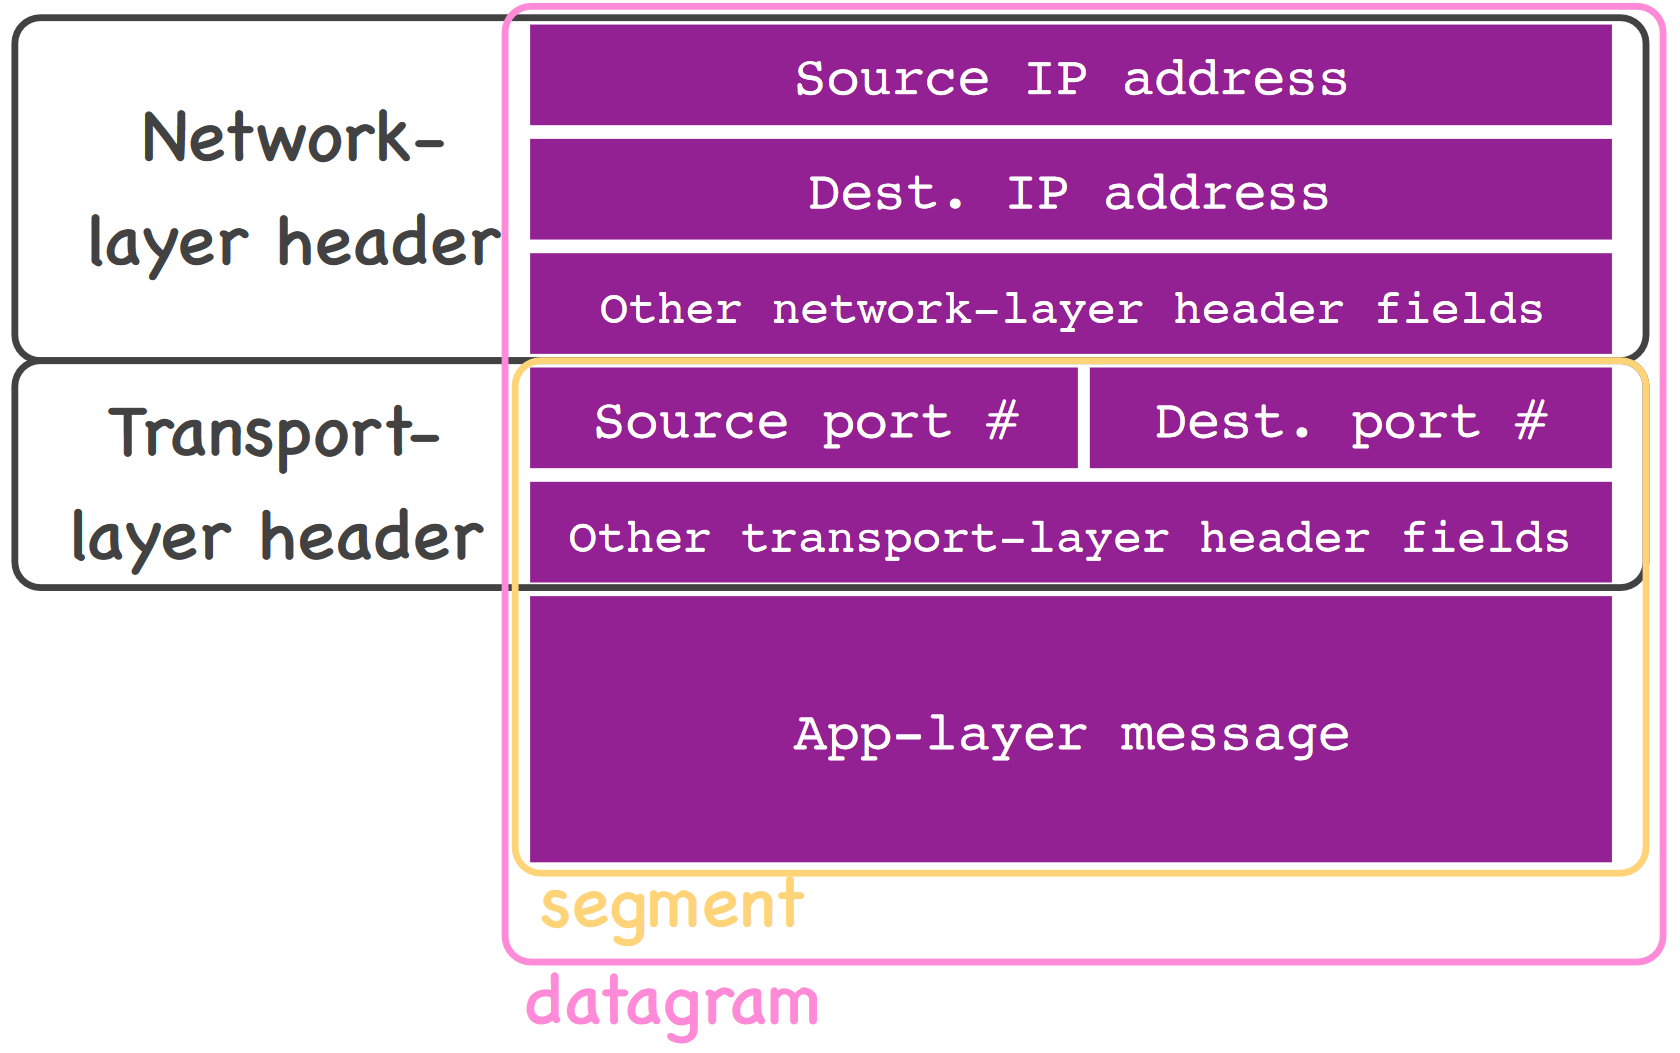 Network-
layer header
Source IP address
Dest. IP address
Other network-layer header fields
Transport-
layer header
Source port #
Dest. port #
Other transport-layer header fields
App-layer message
segment
datagram